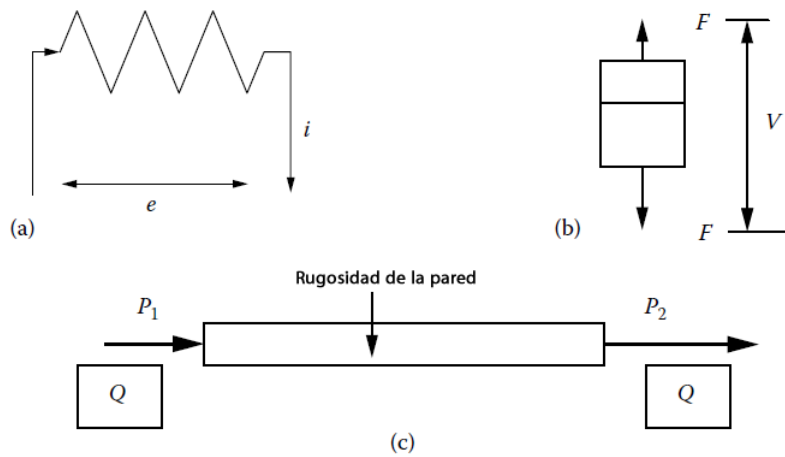 i
e
(a)
F
V
F
(b)
Rugosidad de la pared
P₁
P₂
Q
Q
(c)